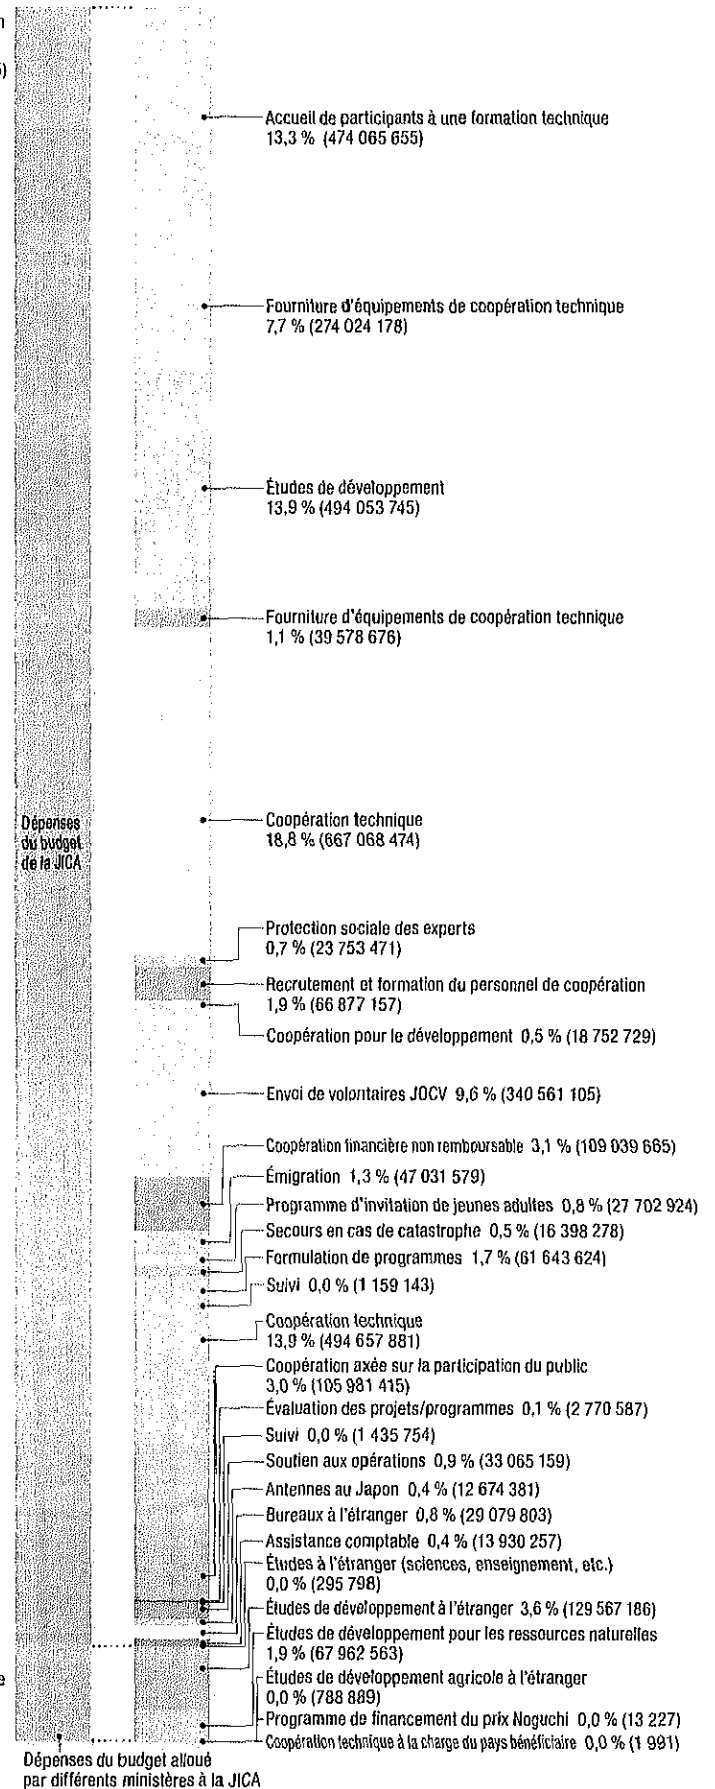 Accueil de participants à une formation technique
13,3 % (474 065 655)
Fourniture d'équipements de coopération technique
7,7 % (274 024 178)
Études de développement
13,9 % (494 053 745)
Fourniture d'équipements de coopération technique
1,1 % (39 578 676)
Dépenses
du budget
de la JICA
Coopération technique
18,8 % (667 068 474)
Protection sociale des experts
0,7 % (23 753 471)
Recrutement et formation du personnel de coopération
1,9 % (66 877 157)
Coopération pour le développement 0,5 % (18 752 729)
Envoi de volontaires JOCV 9,6 % (340 561 105)
Coopération financière non remboursable 3,1 % (109 039 665)
Émigration 1,3 % (47 031 579)
Programme d'invitation de jeunes adultes 0,8 % (27 702 924)
Secours en cas de catastrophe 0,5 % (16 398 278)
Formulation de programmes 1,7 % (61 643 624)
Suivi 0,0 % (1 159 143)
Coopération technique
13,9 % (494 657 881)
Coopération axée sur la participation du public
3,0 % (105 981 415)
Évaluation des projets/programmes 0,1 % (2 770 587)
Suivi 0,0 % (1 435 754)
Soutien aux opérations 0,9 % (33 065 159)
Antennes au Japon 0,4 % (12 674 381)
Bureaux à l'étranger 0,8 % (29 079 803)
Assistance comptable 0,4 % (13 930 257)
Études à l'étranger (sciences, enseignement, etc.)
0,0 % (295 798)
Études de développement à l'étranger 3,6 % (129 567 186)
Études de développement pour les ressources naturelles
1,9 % (67 962 563)
Études de développement agricole à l'étranger
0,0 % (788 889)
Programme de financement du prix Noguchi 0,0 % (13 227)
Coopération technique à la charge du pays bénéficiaire 0,0 % (1 991)
Dépenses du budget alloué
par différents ministères à la JICA